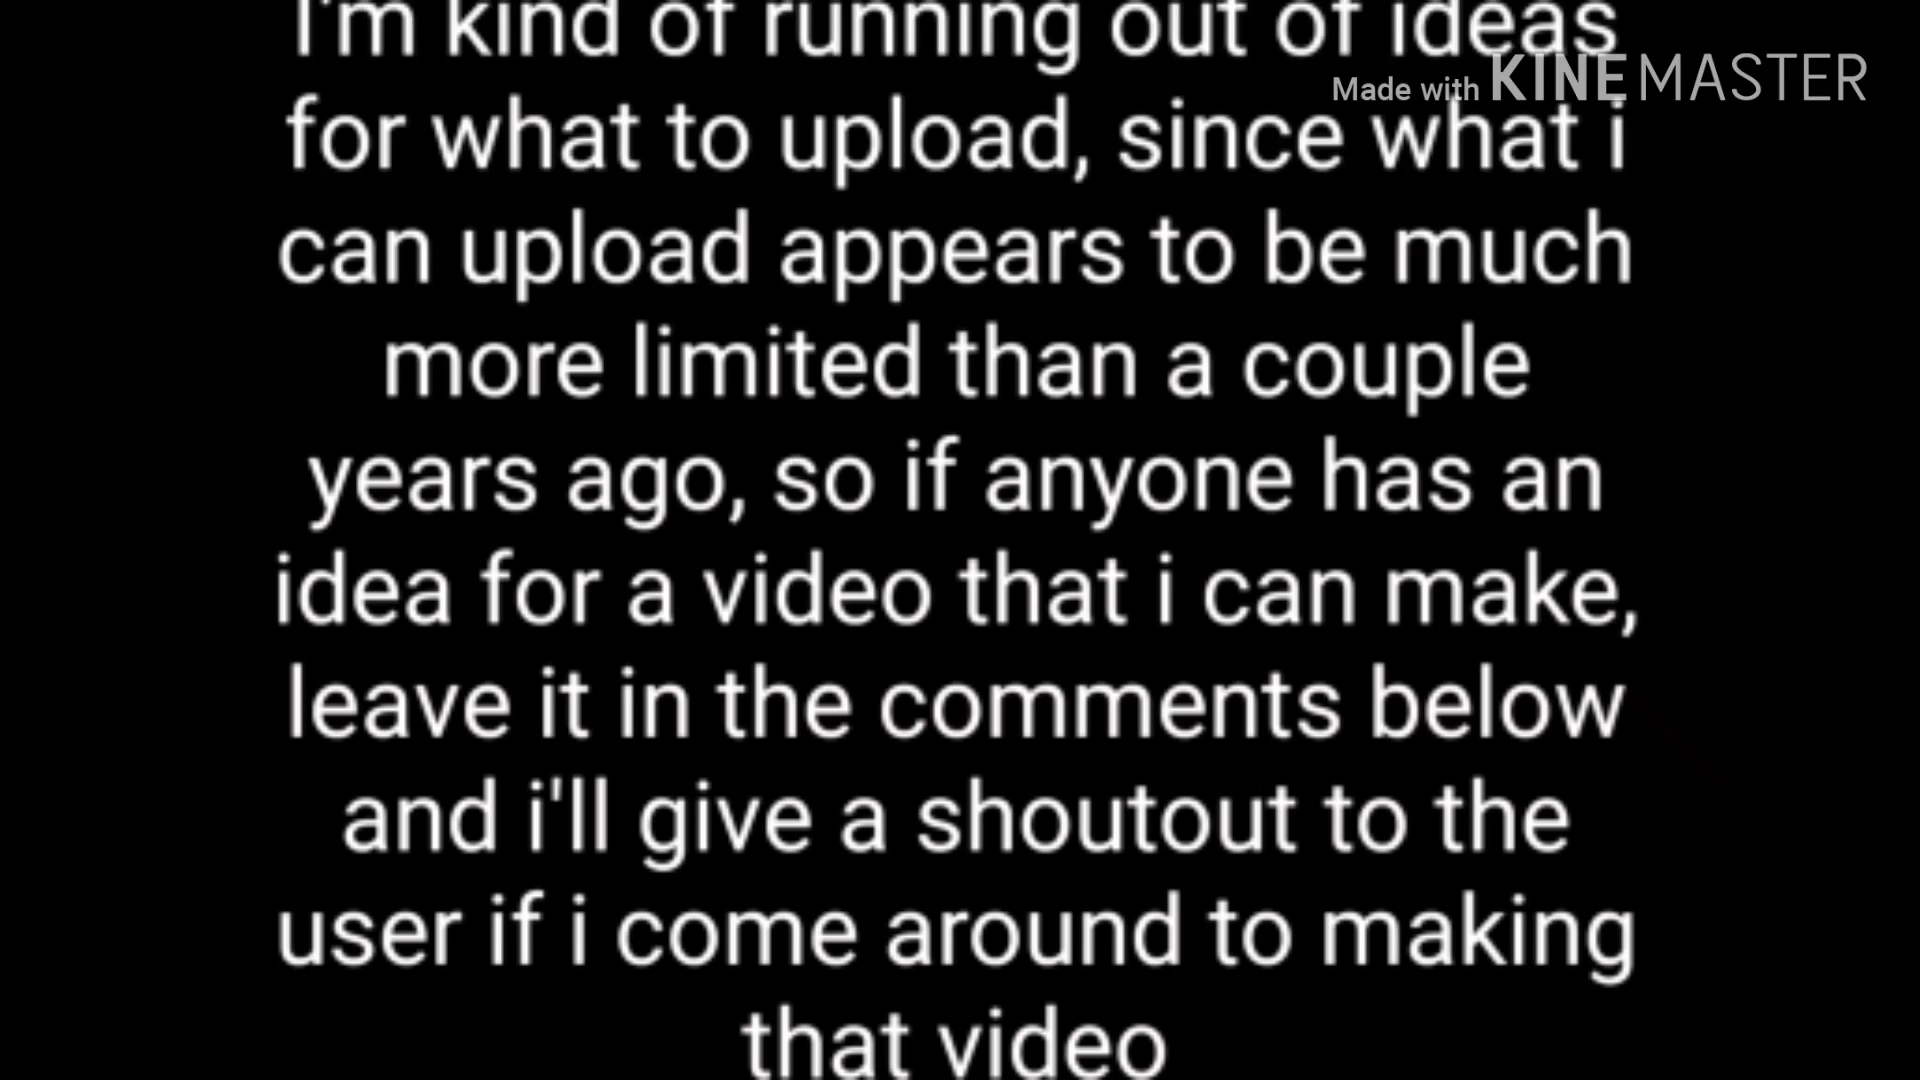 I'm kind of running out of ideas
Made with KINEMASTER
for what to upload, since what i
can upload appears to be much
more limited than a couple
years ago, so if anyone has an
idea for a video that i can make,
leave it in the comments below
and i'll give a shoutout to the
user if i come around to making
that video